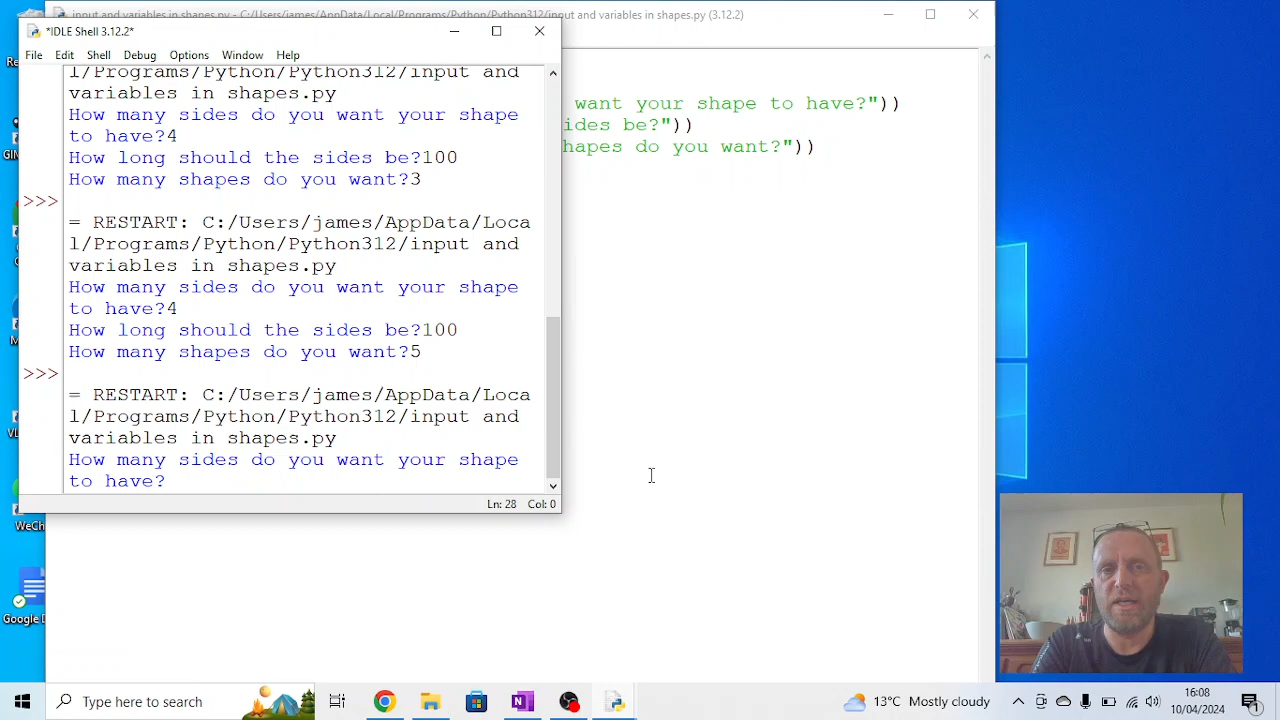 input and variables in shapes.py - C:/Users/james/AppData/Local/Programs/Python/Python312/input and variables in shapes.py (3.12.2)
*IDLE Shell 3.12.2*
File Edit Shell Debug Options Window Help
l/Programs/Python/Python312/input and
variables in shapes.py
How many sides do you want your shape
to have?4
How long should the sides be?100
How many shapes do you want?3
>>>
= RESTART: C:/Users/james/AppData/Loca
l/Programs/Python/Python312/input and
variables in shapes.py
How many sides do you want your shape
to have?4
How long should the sides be?100
How many shapes do you want?5
>>>
= RESTART: C:/Users/james/AppData/Loca
l/Programs/Python/Python312/input and
variables in shapes.py
How many sides do you want your shape
to have?
Ln: 28 Col: 0
want your shape to have?"))
ides be?"))
hapes do you want?"))
Re
GIN
VL
WeCh
Google D
Type here to search
13°C Mostly cloudy
16:08
10/04/2024
1